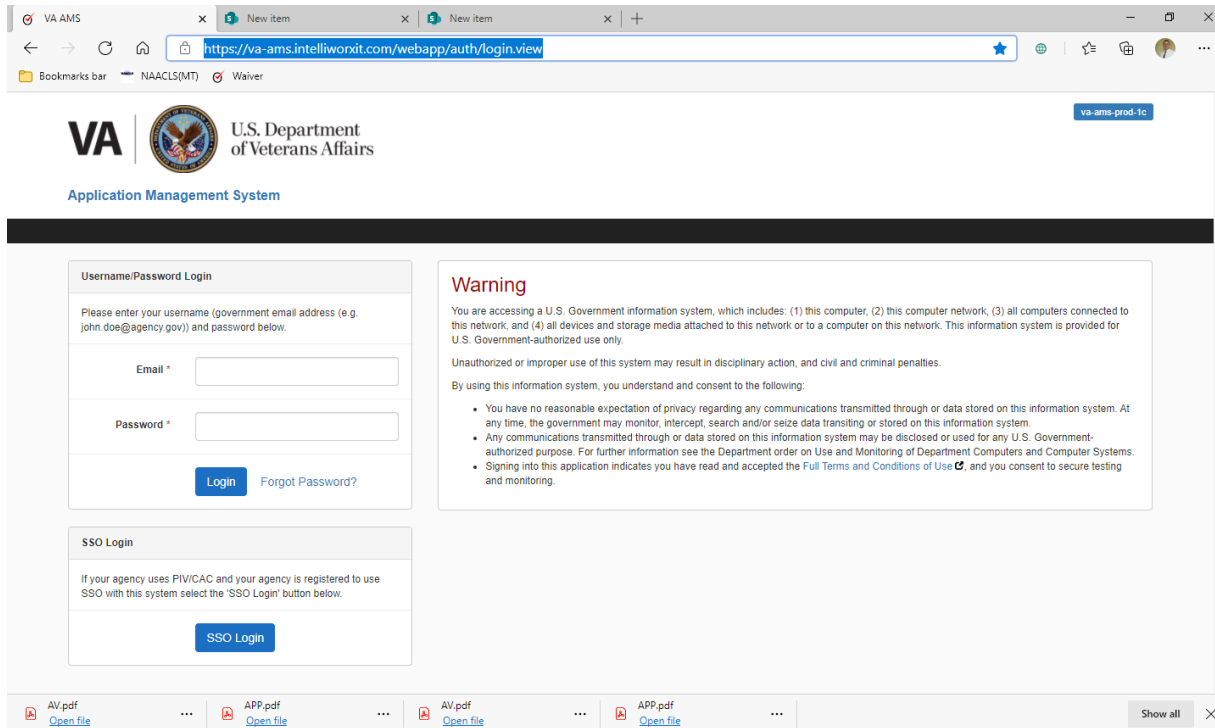 VA AMS
New item
New item
https://va-ams.intelliworxit.com/webapp/auth/login.view
Bookmarks bar
NAACLS(MT)
Waiver
va-ams-prod-1c
VA
U.S. Department
of Veterans Affairs
Application Management System
Username/Password Login
Please enter your username (government email address (e.g.
john.doe@agency.gov)) and password below.
Email *
Password *
Login
Forgot Password?
SSO Login
If your agency uses PIV/CAC and your agency is registered to use
SSO with this system select the 'SSO Login' button below.
SSO Login
Warning
You are accessing a U.S. Government information system, which includes: (1) this computer, (2) this computer network, (3) all computers connected to
this network, and (4) all devices and storage media attached to this network or to a computer on this network. This information system is provided for
U.S. Government-authorized use only.
Unauthorized or improper use of this system may result in disciplinary action, and civil and criminal penalties.
By using this information system, you understand and consent to the following:
• You have no reasonable expectation of privacy regarding any communications transmitted through or data stored on this information system. At
any time, the government may monitor, intercept, search and/or seize data transiting or stored on this information system.
• Any communications transmitted through or data stored on this information system may be disclosed or used for any U.S. Government-
authorized purpose. For further information see the Department order on Use and Monitoring of Department Computers and Computer Systems.
• Signing into this application indicates you have read and accepted the Full Terms and Conditions of Use, and you consent to secure testing
and monitoring.
AV.pdf
Open file
APP.pdf
Open file
AV.pdf
Open file
APP.pdf
Open file
Show all